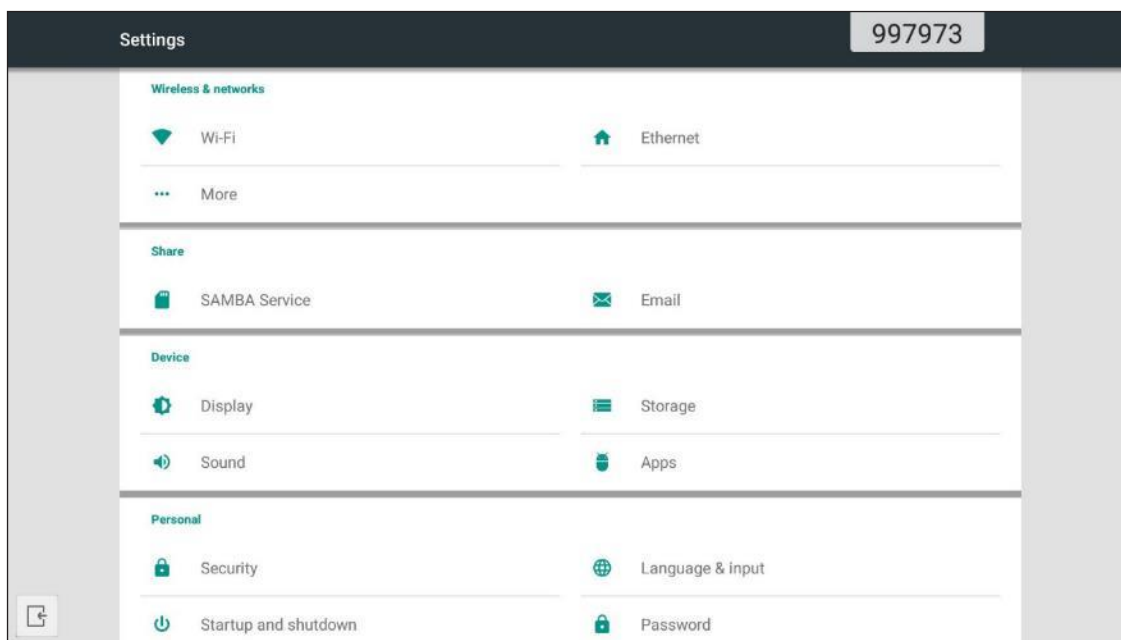 Settings
997973
Wireless & networks
Wi-Fi
Ethernet
More
Share
SAMBA Service
Email
Device
Display
Storage
Sound
Apps
Personal
Security
Language & input
Startup and shutdown
Password